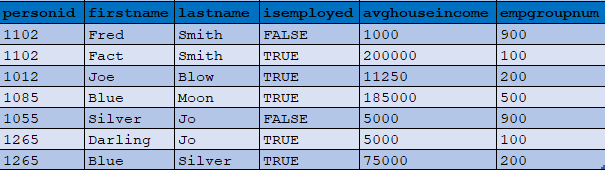 personid firstname lastname isemployed avghouseincome empgroupnum
1102 Fred Smith FALSE 1000 900
1102 Fact Smith TRUE 200000 100
1012 Joe Blow TRUE 11250 200
1085 Blue Moon TRUE 185000 500
1055 Silver Jo FALSE 5000 900
1265 Darling Jo TRUE 5000 100
1265 Blue Silver TRUE 75000 200